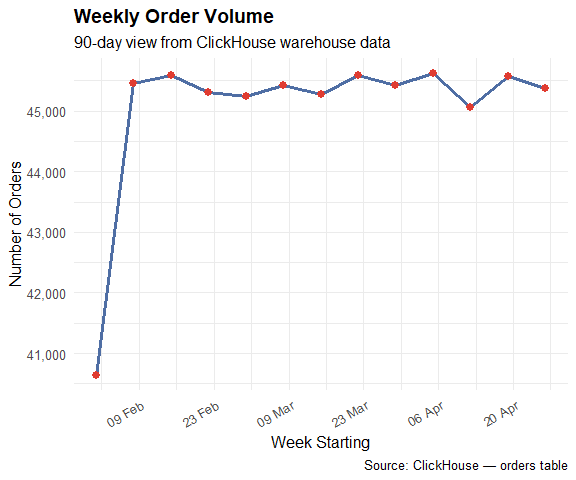 Weekly Order Volume
90-day view from ClickHouse warehouse data
Number of Orders
45,000
44,000
43,000
42,000
41,000
09 Feb
23 Feb
09 Mar
23 Mar
06 Apr
20 Apr
Week Starting
Source: ClickHouse — orders table